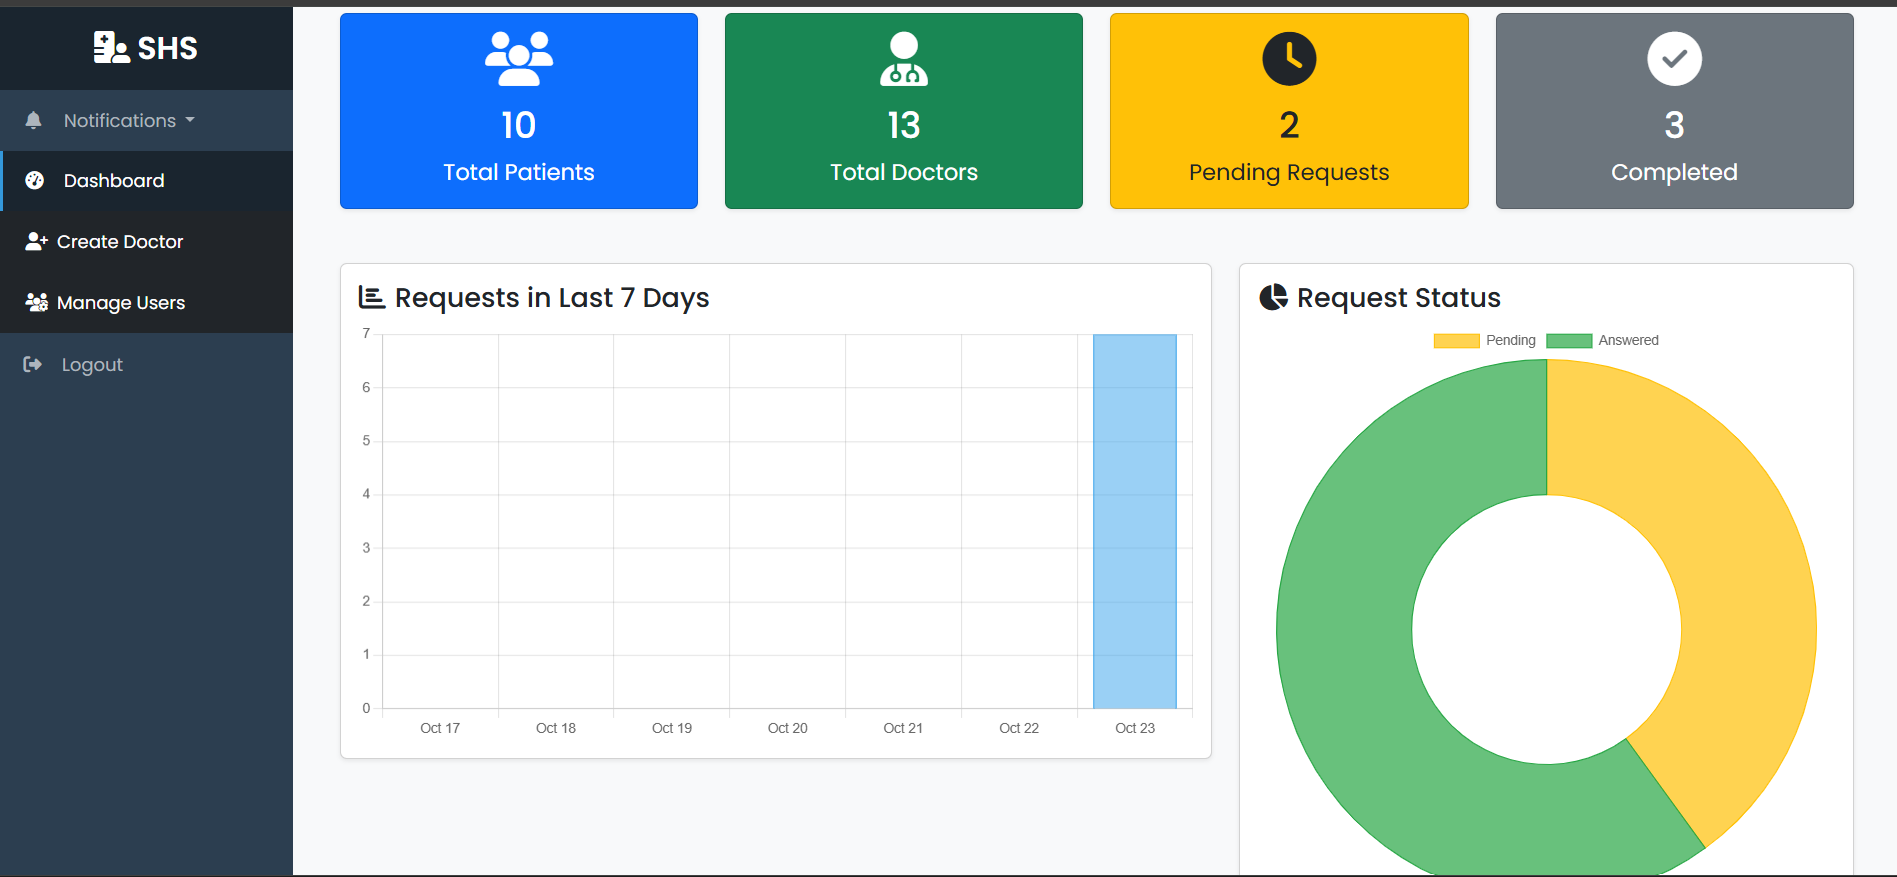 SHS
Notifications
Dashboard
Create Doctor
Manage Users
Logout
10
Total Patients
13
Total Doctors
2
Pending Requests
3
Completed
Requests in Last 7 Days
7
6
5
4
3
2
1
0
Oct 17 Oct 18 Oct 19 Oct 20 Oct 21 Oct 22 Oct 23
Request Status
Pending Answered